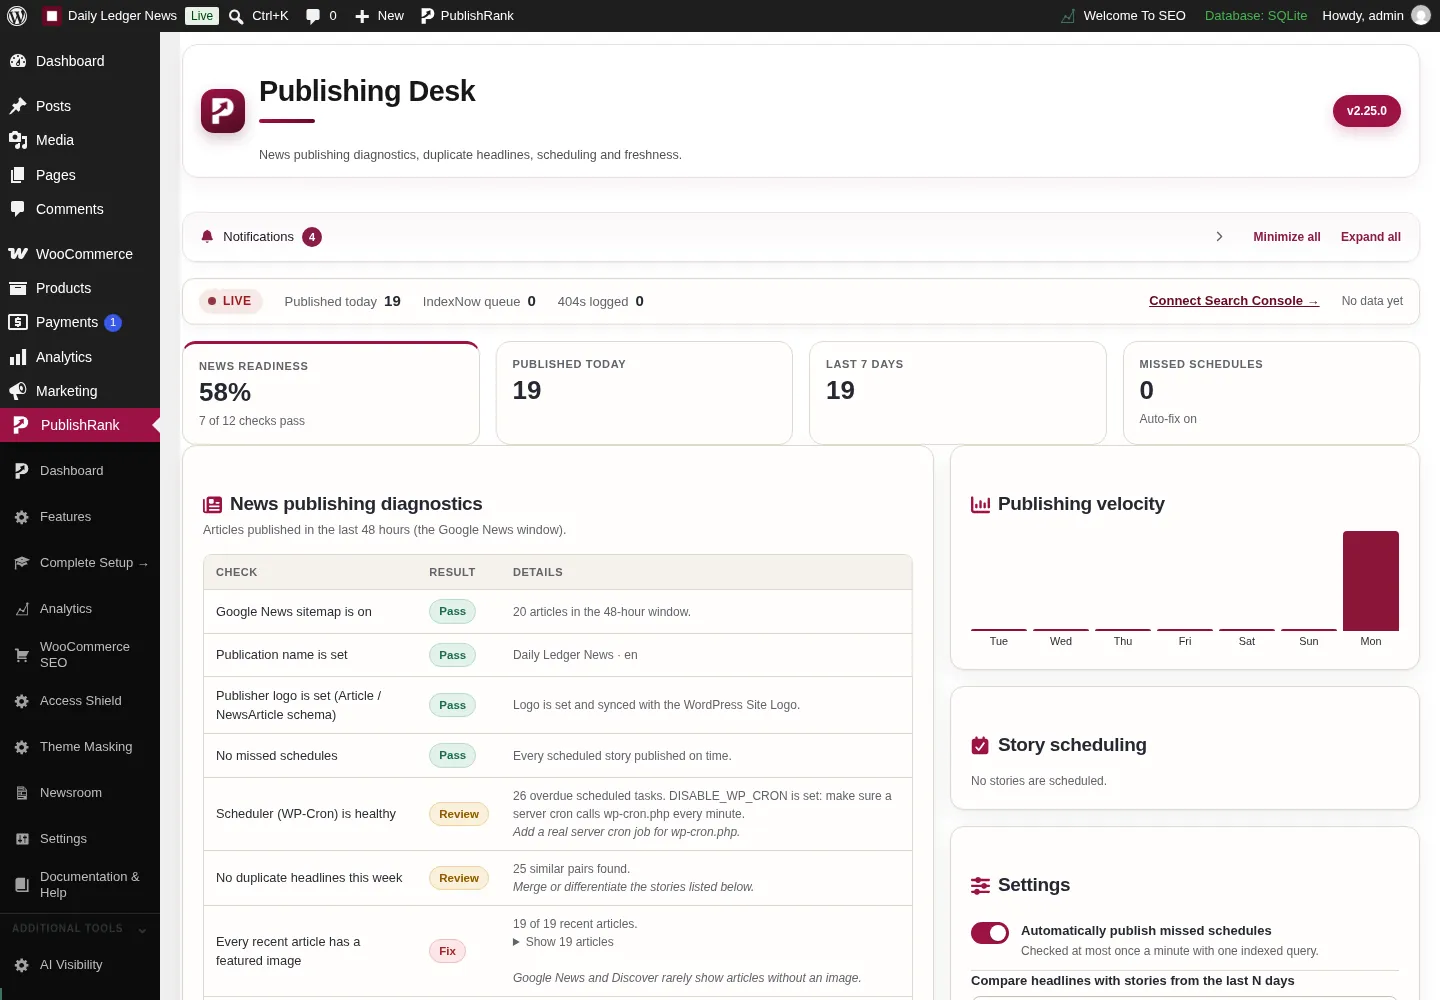 Daily Ledger News Live Ctrl+K 0 New PublishRank Welcome To SEO Database: SQLite Howdy, admin
Dashboard
Posts
Media
Pages
Comments
WooCommerce
Products
Payments 1
Analytics
Marketing
PublishRank
Dashboard
Features
Complete Setup →
Analytics
WooCommerce
SEO
Access Shield
Theme Masking
Newsroom
Settings
Documentation &
Help
ADDITIONAL TOOLS
AI Visibility
Publishing Desk
News publishing diagnostics, duplicate headlines, scheduling and freshness.
v2.25.0
Notifications 4 Minimize all Expand all
LIVE Published today 19 IndexNow queue 0 404s logged 0 Connect Search Console → No data yet
NEWS READINESS
58%
7 of 12 checks pass
PUBLISHED TODAY
19
LAST 7 DAYS
19
MISSED SCHEDULES
0
Auto-fix on
News publishing diagnostics
Articles published in the last 48 hours (the Google News window).
CHECK RESULT DETAILS
Google News sitemap is on Pass 20 articles in the 48-hour window.
Publication name is set Pass Daily Ledger News · en
Publisher logo is set (Article /
NewsArticle schema) Pass Logo is set and synced with the WordPress Site Logo.
No missed schedules Pass Every scheduled story published on time.
Scheduler (WP-Cron) is healthy Review 26 overdue scheduled tasks. DISABLE_WP_CRON is set: make sure a
server cron calls wp-cron.php every minute.
Add a real server cron job for wp-cron.php.
No duplicate headlines this week Review 25 similar pairs found.
Merge or differentiate the stories listed below.
Every recent article has a
featured image Fix 19 of 19 recent articles.
Show 19 articles
Google News and Discover rarely show articles without an image.
Publishing velocity
Tue Wed Thu Fri Sat Sun Mon
Story scheduling
No stories are scheduled.
Settings
Automatically publish missed schedules
Checked at most once a minute with one indexed query.
Compare headlines with stories from the last N days